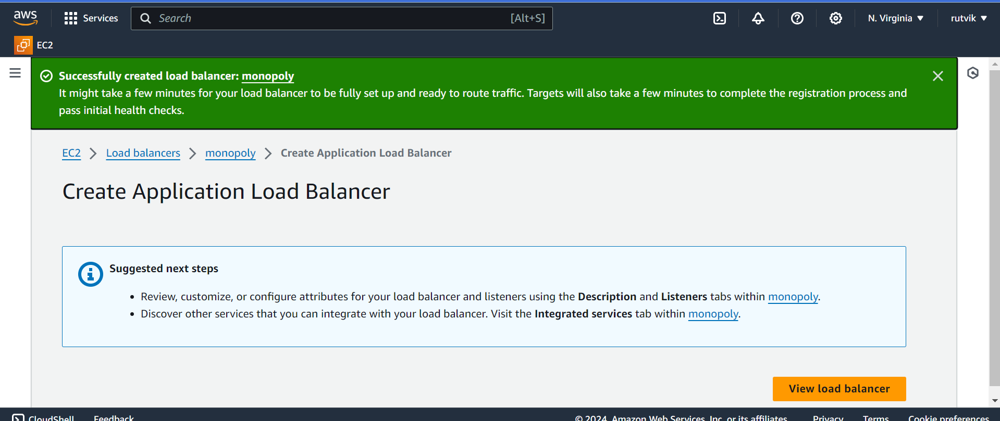 aws
Services
Search
[Alt+S]
N. Virginia
rutvik
EC2
Successfully created load balancer: monopoly
It might take a few minutes for your load balancer to be fully set up and ready to route traffic. Targets will also take a few minutes to complete the registration process and
pass initial health checks.
EC2
Load balancers
monopoly
Create Application Load Balancer
Create Application Load Balancer
Suggested next steps
• Review, customize, or configure attributes for your load balancer and listeners using the Description and Listeners tabs within monopoly.
• Discover other services that you can integrate with your load balancer. Visit the Integrated services tab within monopoly.
View load balancer
CloudShell
Feedback
© 2024, Amazon Web Services, Inc. or its affiliates.
Privacy
Terms
Cookie preferences